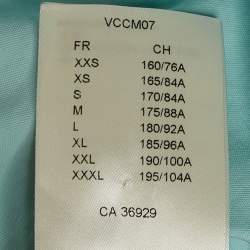 VCCM07
FR CH
XXS 160/76A
XS 165/84A
S 170/84A
M 175/88A
L 180/92A
XL 185/96A
XXL 190/100A
XXXL 195/104A
CA 36929